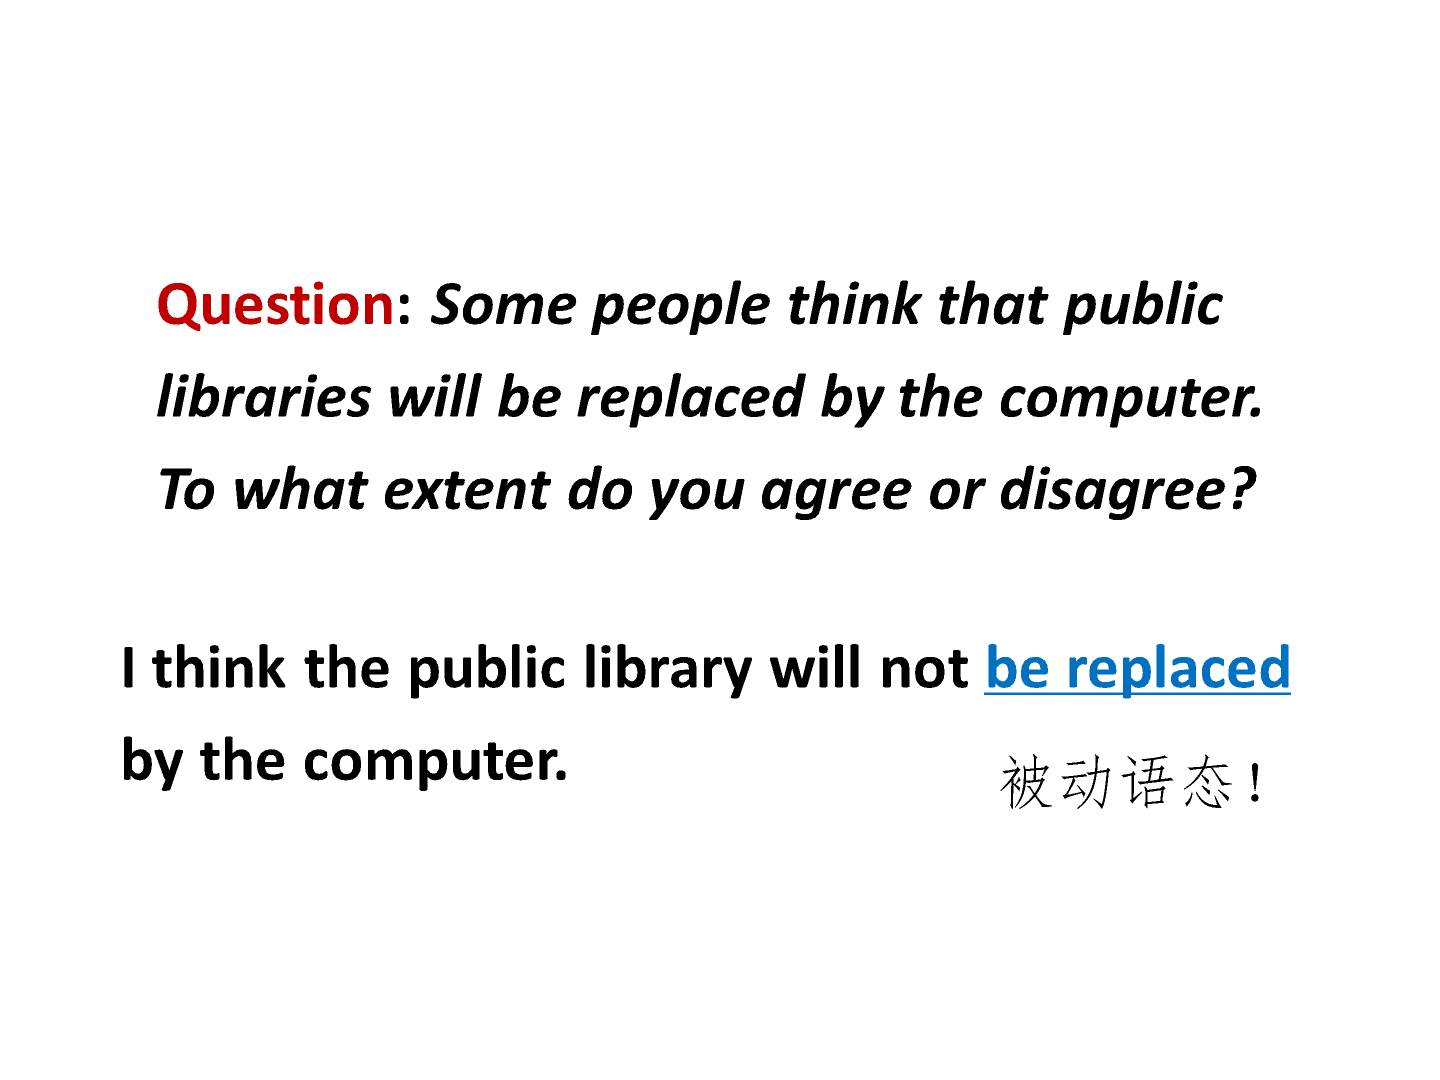 Question: Some people think that public
libraries will be replaced by the computer.
To what extent do you agree or disagree?
I think the public library will not be replaced
by the computer.
被动语态！